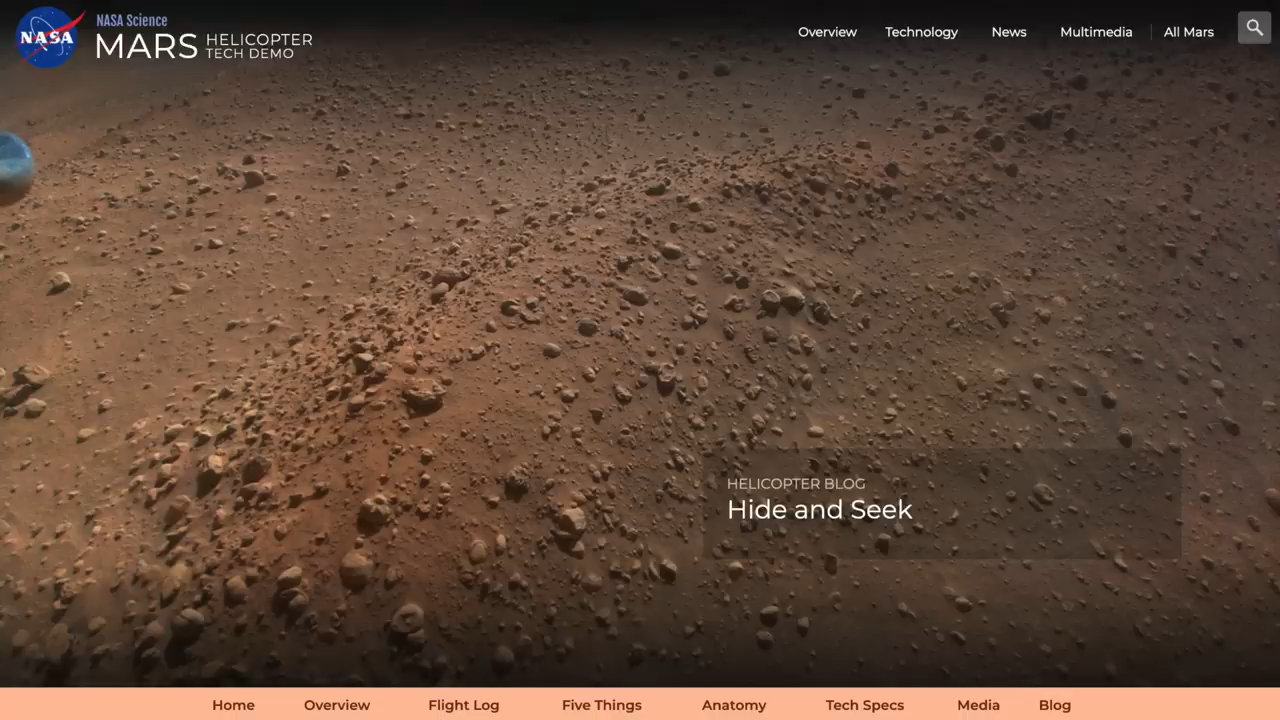 NASA
NASA Science
MARS HELICOPTER
TECH DEMO
Overview Technology News Multimedia All Mars
HELICOPTER BLOG
Hide and Seek
Home Overview Flight Log Five Things Anatomy Tech Specs Media Blog